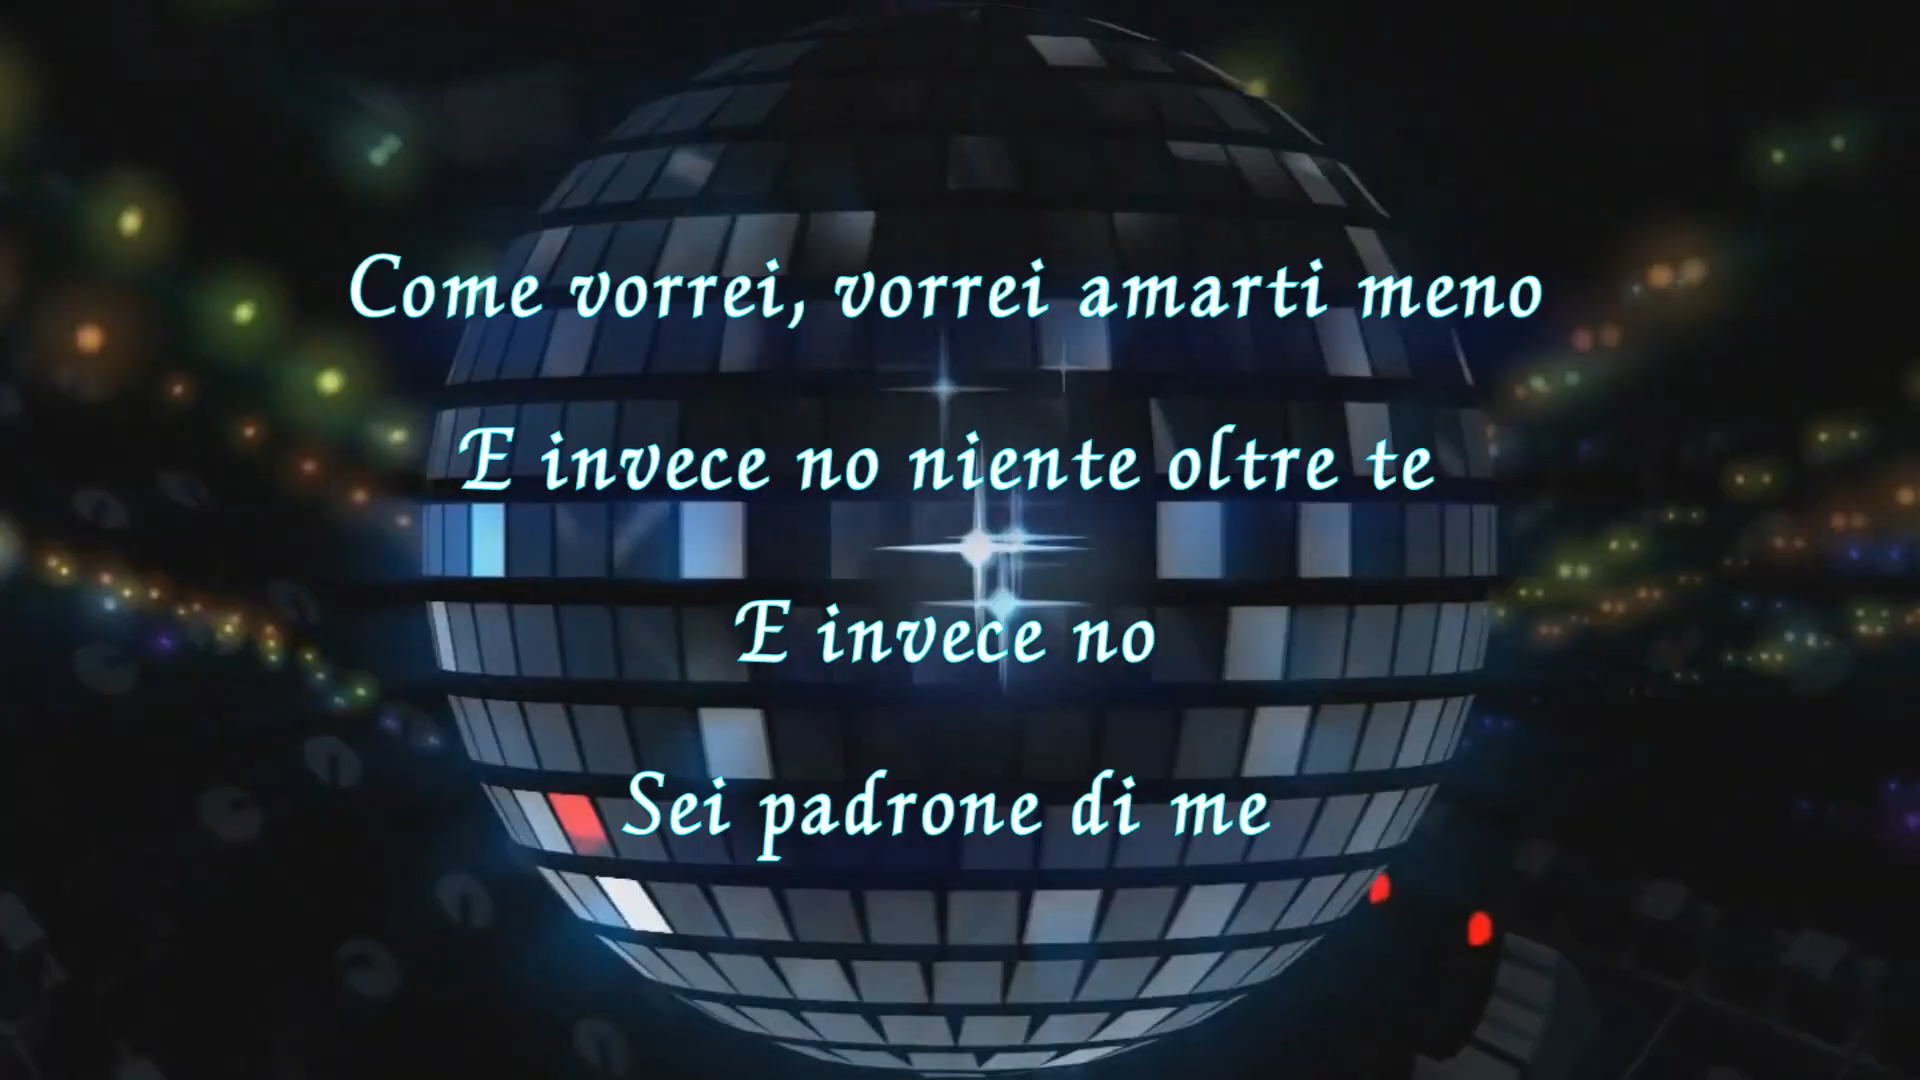 Come vorrei, vorrei amarti meno
E invece no niente oltre te
E invece no
Sei padrone di me